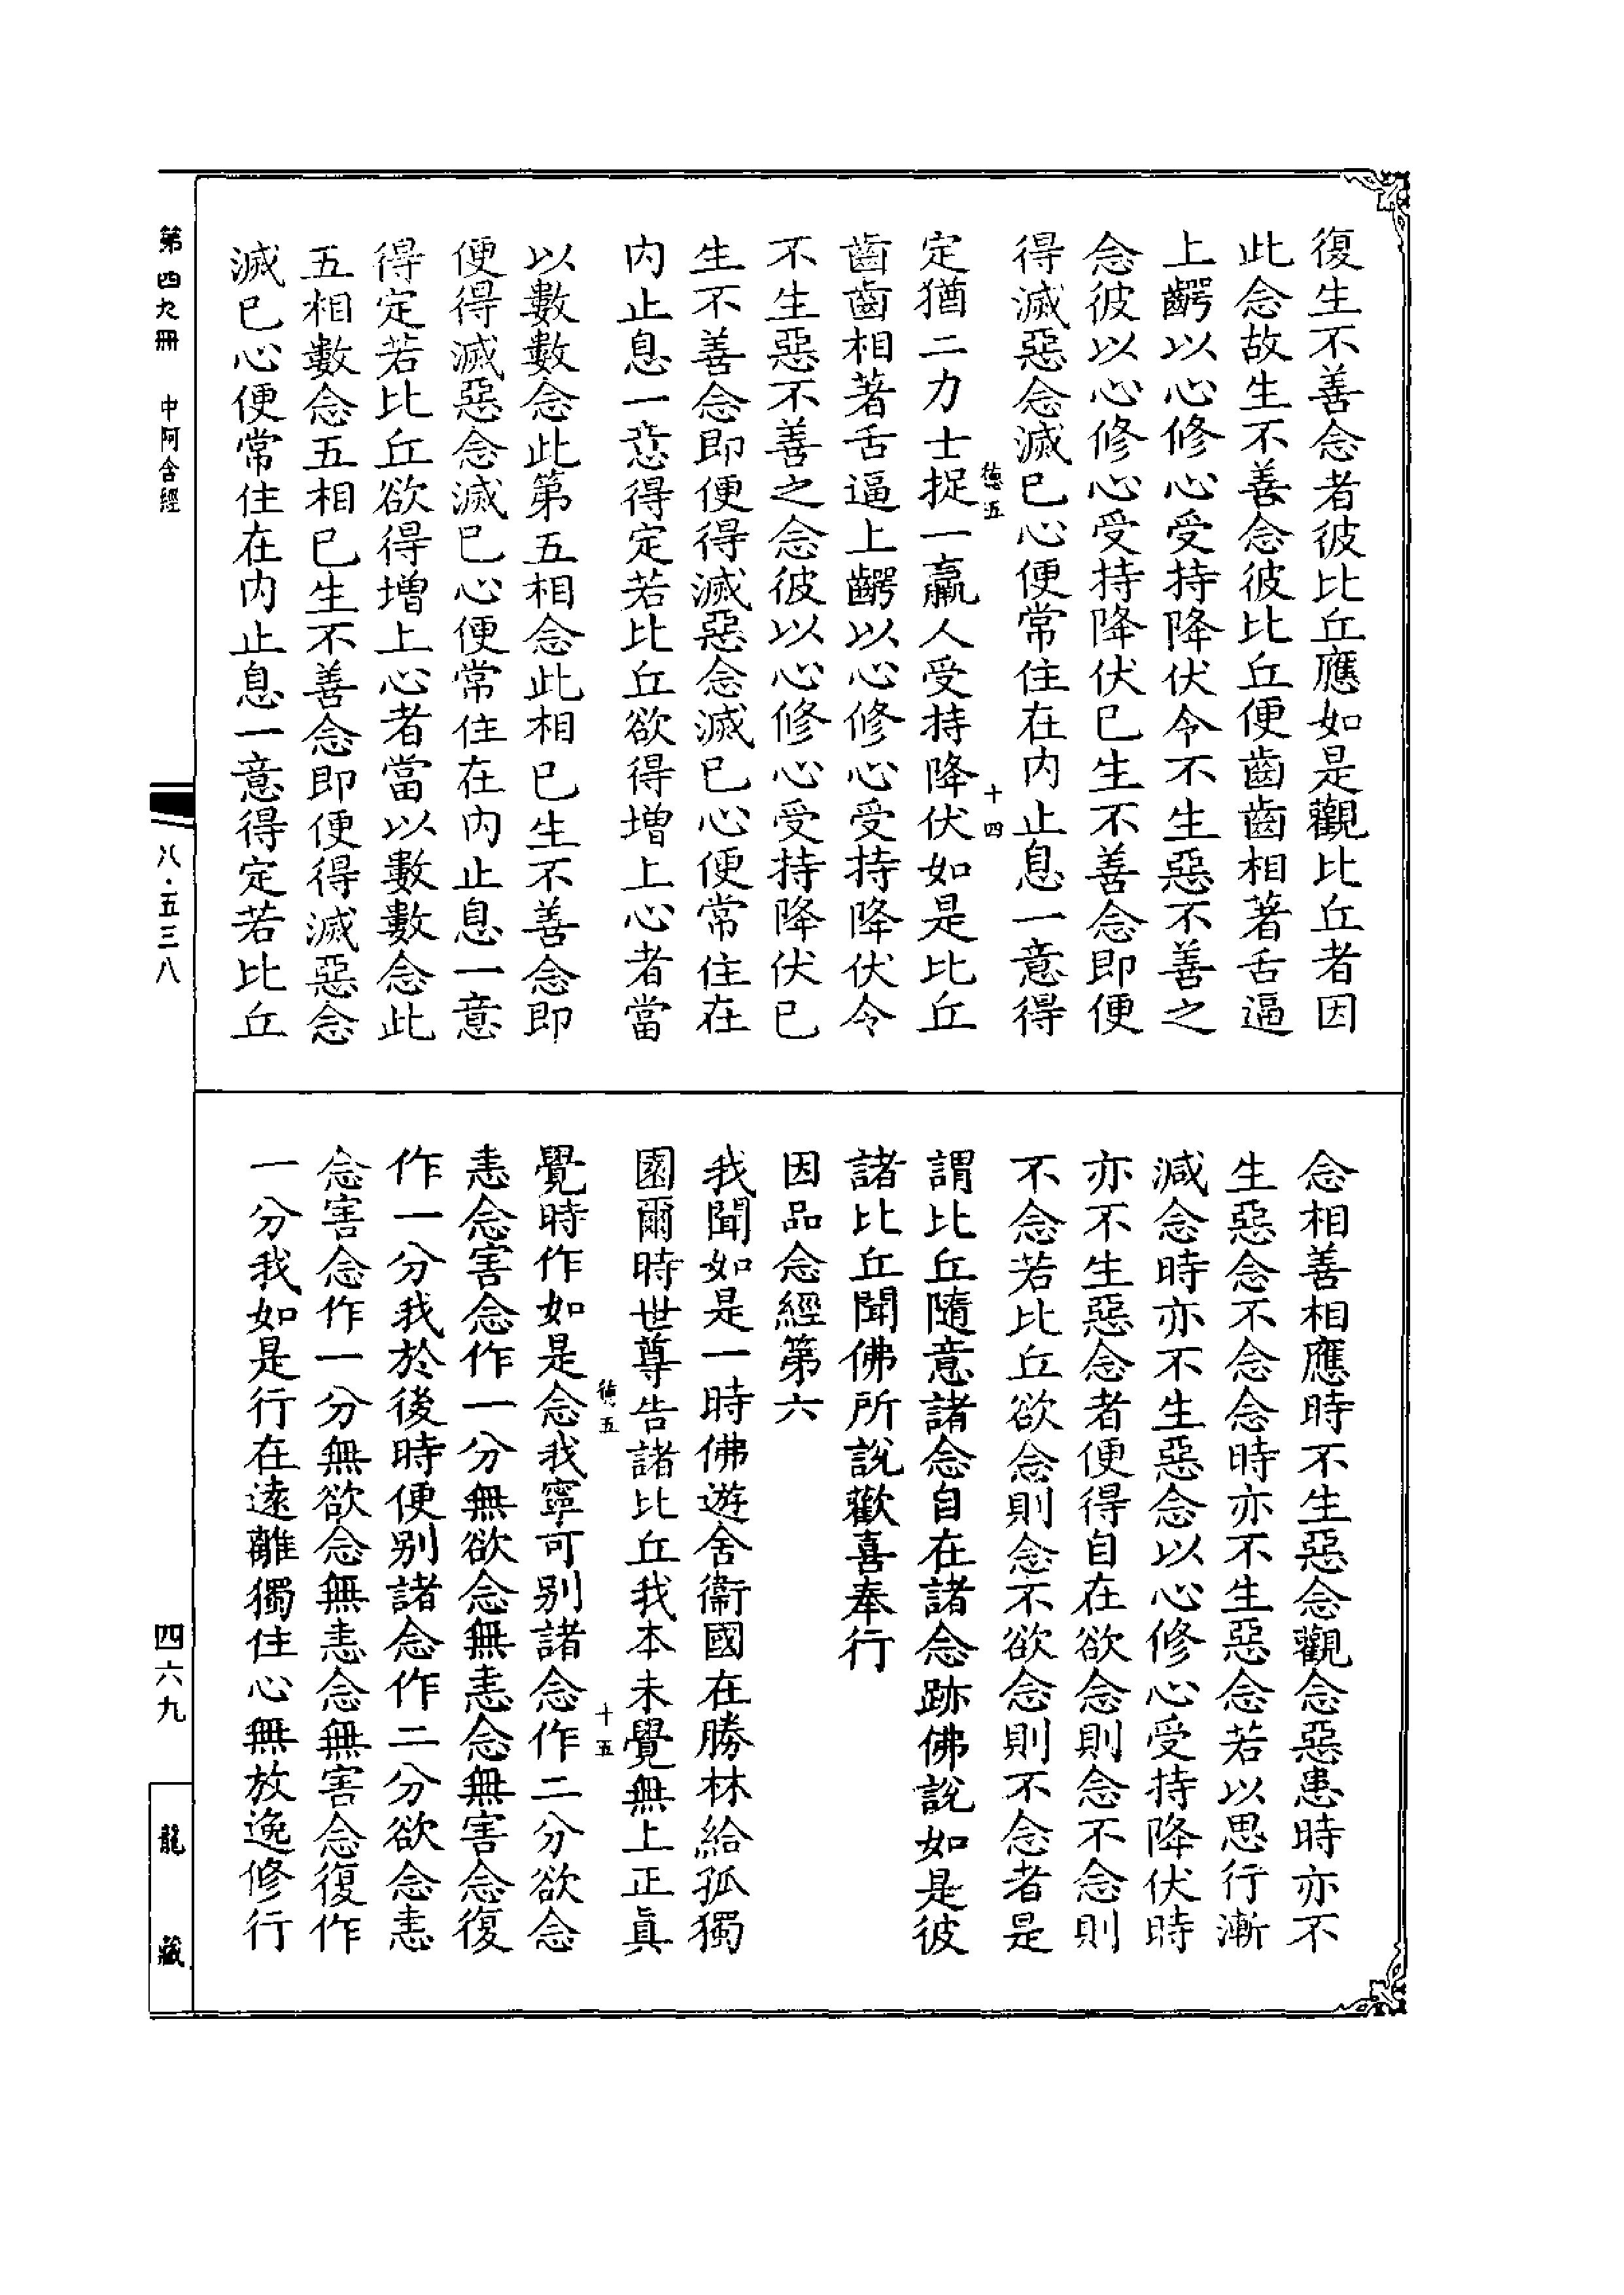 復生不善念者彼比丘應如是觀比丘者因
此念故生不善念彼比丘便齒齒相著舌逼
上齶以心修心受持降伏令不生惡不善之
念彼以心修心受持降伏已生不善念即便
得滅惡念滅已心便常住在内止息一意得
德五 十四
定猶二力士捉一羸人受持降伏如是比丘
齒齒相著舌逼上齶以心修心受持降伏令
不生惡不善之念彼以心修心受持降伏已
生不善念即便得滅惡念滅已心便常住在
内止息一意得定若比丘欲得增上心者當
以數數念此第五相念此相已生不善念即
便得滅惡念滅已心便常住在内止息一意
得定若比丘欲得增上心者當以數數念此
五相數念五相已生不善念即便得滅惡念
滅已心便常住在内止息一意得定若比丘
念相善相應時不生惡念觀念惡患時亦不
生惡念不念念時亦不生惡念若以思行漸
減念時亦不生惡念以心修心受持降伏時
亦不生惡念者便得自在欲念則念不念則
不念若比丘欲念則念不欲念則不念者是
謂比丘隨意諸念自在諸念跡佛說如是彼
諸比丘聞佛所說歡喜奉行
因品念經第六
我聞如是一時佛遊舍衞國在勝林給孤獨
園爾時世尊告諸比丘我本未覺無上正真
德五 十五
覺時作如是念我寧可别諸念作二分欲念
恚念害念作一分無欲念無恚念無害念復
作一分我於後時便别諸念作二分欲念恚
念害念作一分無欲念無恚念無害念復作
一分我如是行在遠離獨住心無放逸修行
第四九冊 中阿含經
八·五三八
四六九
龍藏